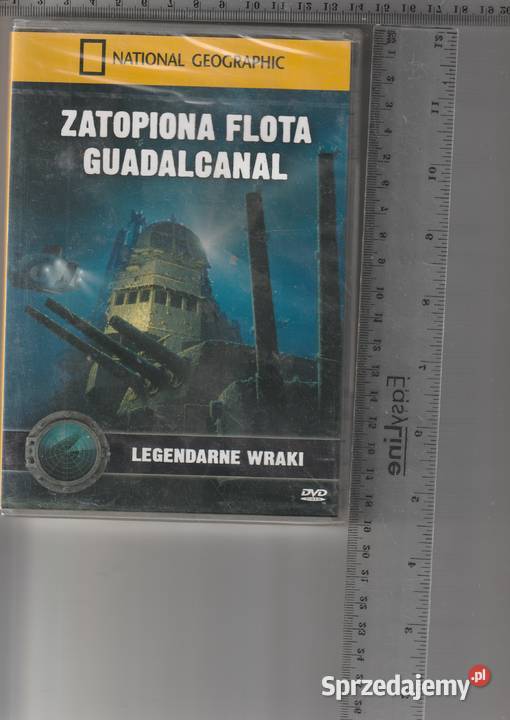 NATIONAL GEOGRAPHIC
ZATOPIONA FLOTA
GUADALCANAL
LEGENDARNE WRAKI
DVD
EasyLine
Sprzedajemy.pl